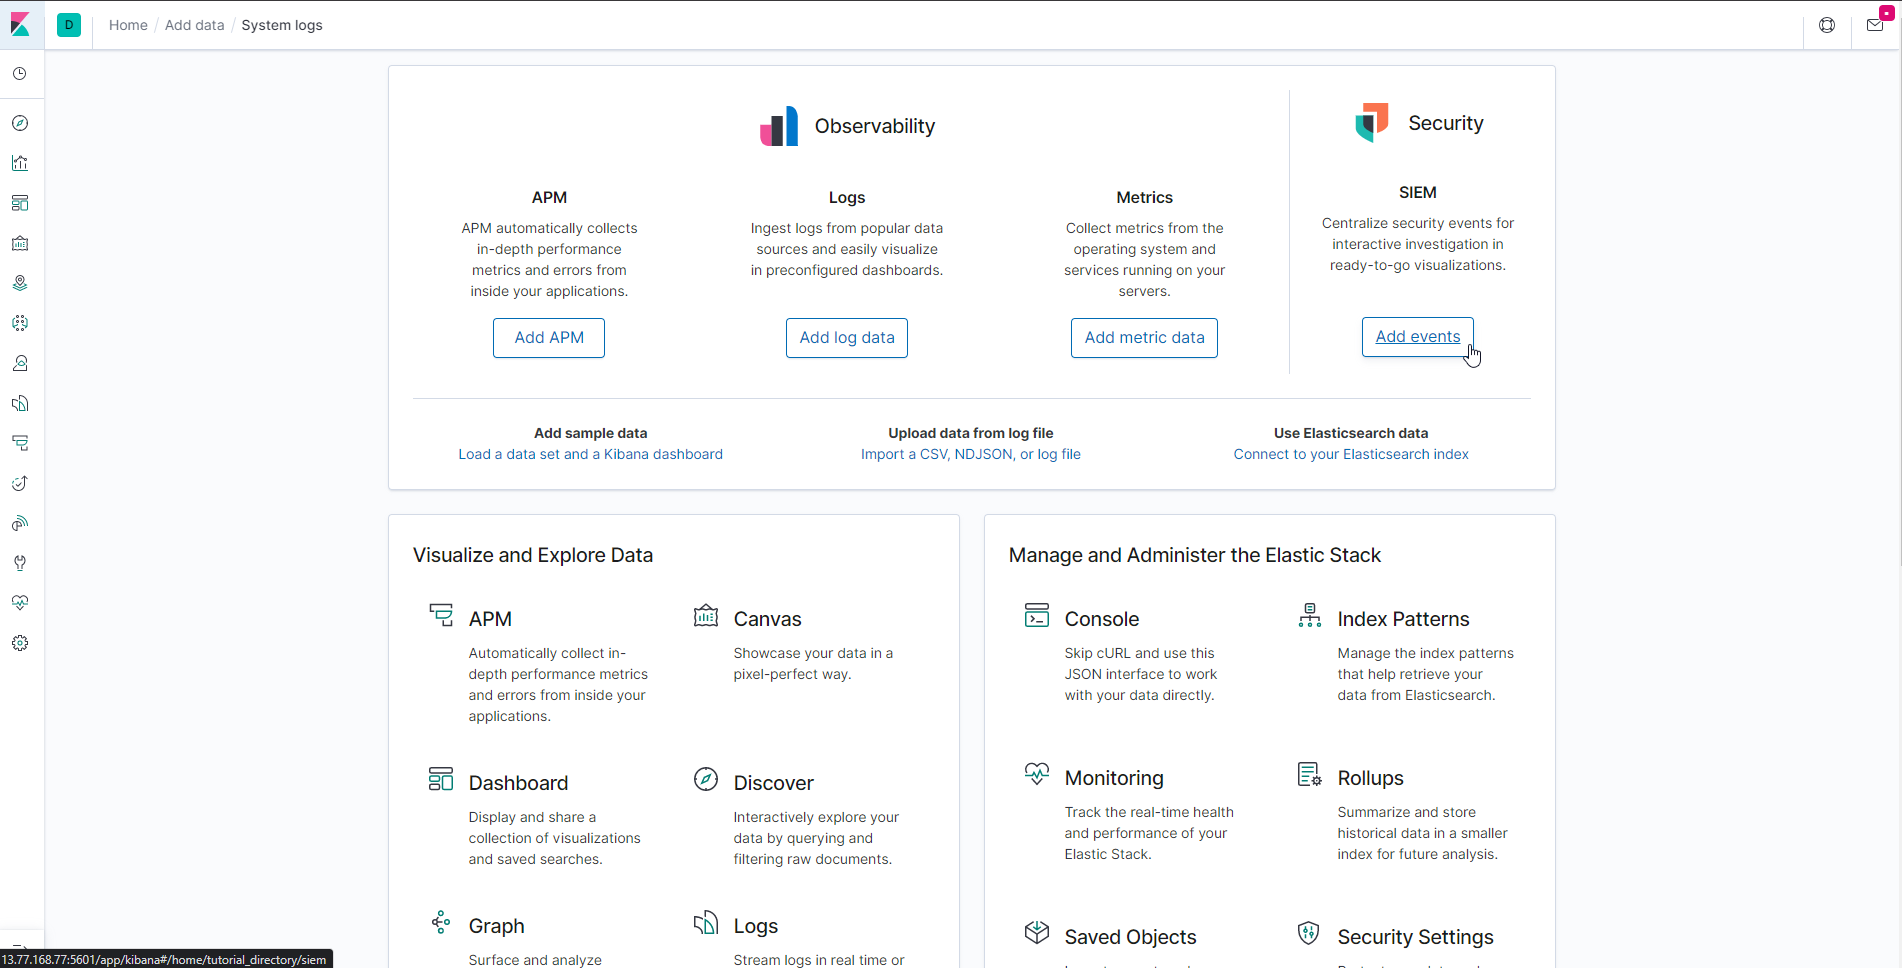 D Home / Add data / System logs
Observability
Security
APM
APM automatically collects
in-depth performance
metrics and errors from
inside your applications.
Add APM
Logs
Ingest logs from popular data
sources and easily visualize
in preconfigured dashboards.
Add log data
Metrics
Collect metrics from the
operating system and
services running on your
servers.
Add metric data
SIEM
Centralize security events for
interactive investigation in
ready-to-go visualizations.
Add events
Add sample data
Load a data set and a Kibana dashboard
Upload data from log file
Import a CSV, NDJSON, or log file
Use Elasticsearch data
Connect to your Elasticsearch index
Visualize and Explore Data
APM
Automatically collect in-
depth performance metrics
and errors from inside your
applications.
Canvas
Showcase your data in a
pixel-perfect way.
Dashboard
Display and share a
collection of visualizations
and saved searches.
Discover
Interactively explore your
data by querying and
filtering raw documents.
Graph
Surface and analyze
Logs
Stream logs in real time or
Manage and Administer the Elastic Stack
Console
Skip cURL and use this
JSON interface to work
with your data directly.
Index Patterns
Manage the index patterns
that help retrieve your
data from Elasticsearch.
Monitoring
Track the real-time health
and performance of your
Elastic Stack.
Rollups
Summarize and store
historical data in a smaller
index for future analysis.
Saved Objects
Security Settings
13.77.168.77:5601/app/kibana#/home/tutorial_directory/siem